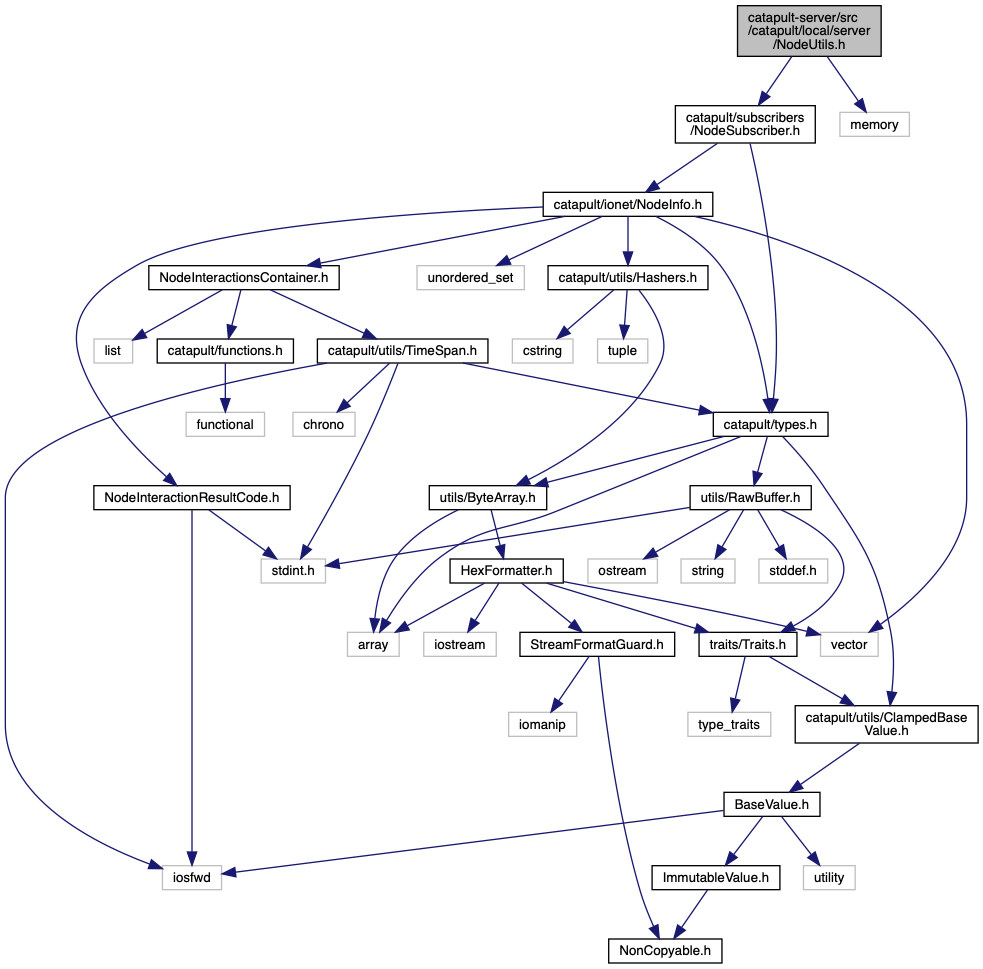 catapult-server/src
/catapult/local/server
/NodeUtils.h
catapult/subscribers
/NodeSubscriber.h
memory
catapult/ionet/NodeInfo.h
NodeInteractionsContainer.h
unordered_set
catapult/utils/Hashers.h
list
catapult/functions.h
catapult/utils/TimeSpan.h
cstring
tuple
functional
chrono
catapult/types.h
NodeInteractionResultCode.h
utils/ByteArray.h
utils/RawBuffer.h
stdint.h
HexFormatter.h
ostream
string
stddef.h
array
iostream
StreamFormatGuard.h
traits/Traits.h
vector
iomanip
type_traits
catapult/utils/ClampedBase
Value.h
BaseValue.h
iosfwd
ImmutableValue.h
utility
NonCopyable.h